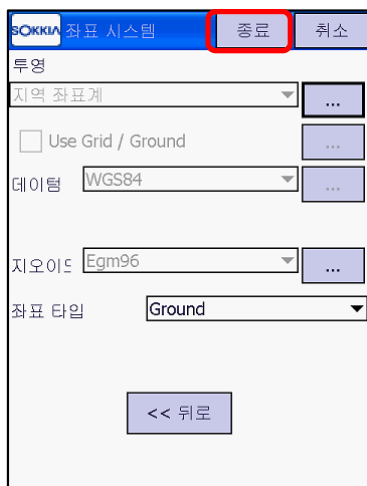 SOKKIA 좌표 시스템 종료 취소
투영
지역 좌표계 ...
Use Grid / Ground ...
데이텀 WGS84 ...
지오이드 Egm96 ...
좌표 타입 Ground
<< 뒤로